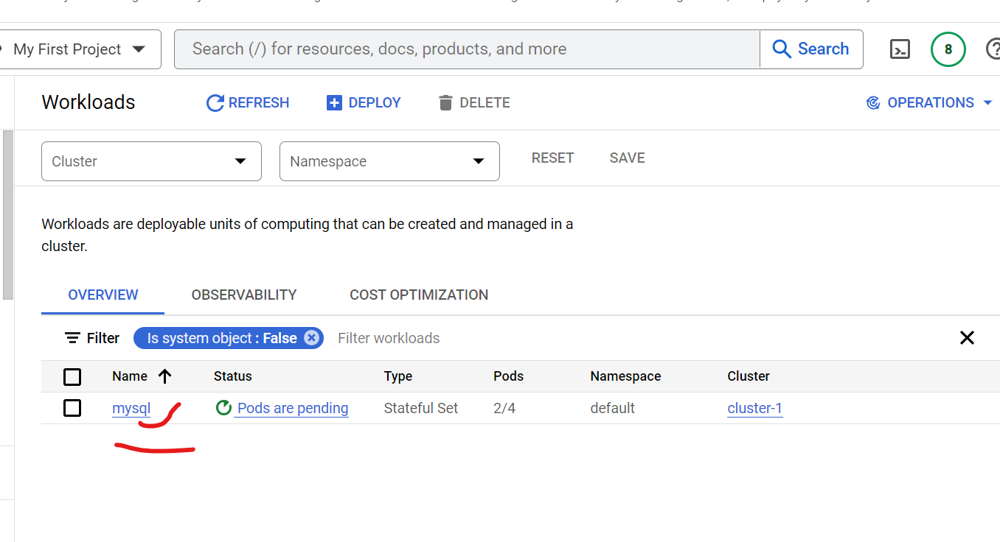 My First Project
Search (/) for resources, docs, products, and more
Search
8
Workloads
REFRESH
DEPLOY
DELETE
OPERATIONS
Cluster
Namespace
RESET
SAVE
Workloads are deployable units of computing that can be created and managed in a
cluster.
OVERVIEW
OBSERVABILITY
COST OPTIMIZATION
Filter
Is system object : False
Filter workloads
Name Status Type Pods Namespace Cluster
mysql Pods are pending Stateful Set 2/4 default cluster-1